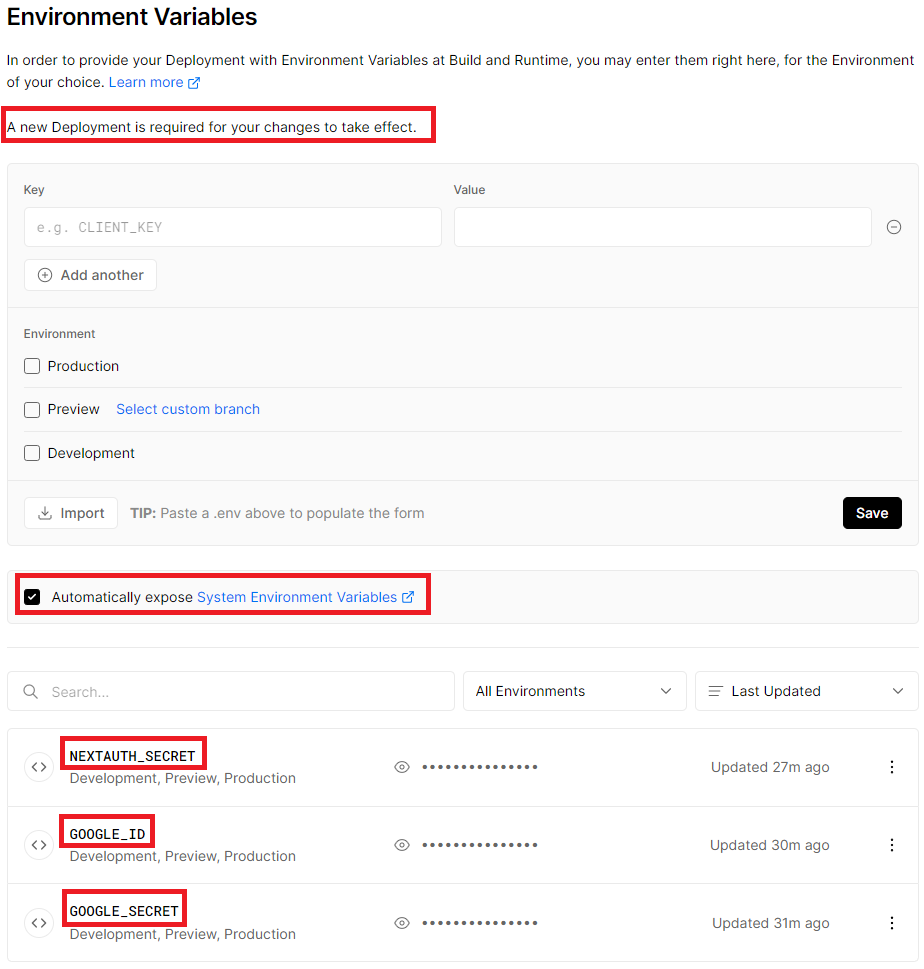 Environment Variables
In order to provide your Deployment with Environment Variables at Build and Runtime, you may enter them right here, for the Environment
of your choice. Learn more
A new Deployment is required for your changes to take effect.
Key Value
e.g. CLIENT_KEY
Add another
Environment
Production
Preview Select custom branch
Development
Import TIP: Paste a .env above to populate the form Save
Automatically expose System Environment Variables
Search... All Environments Last Updated
NEXTAUTH_SECRET
Development, Preview, Production ••••••••••••••• Updated 27m ago
GOOGLE_ID
Development, Preview, Production ••••••••••••••• Updated 30m ago
GOOGLE_SECRET
Development, Preview, Production ••••••••••••••• Updated 31m ago